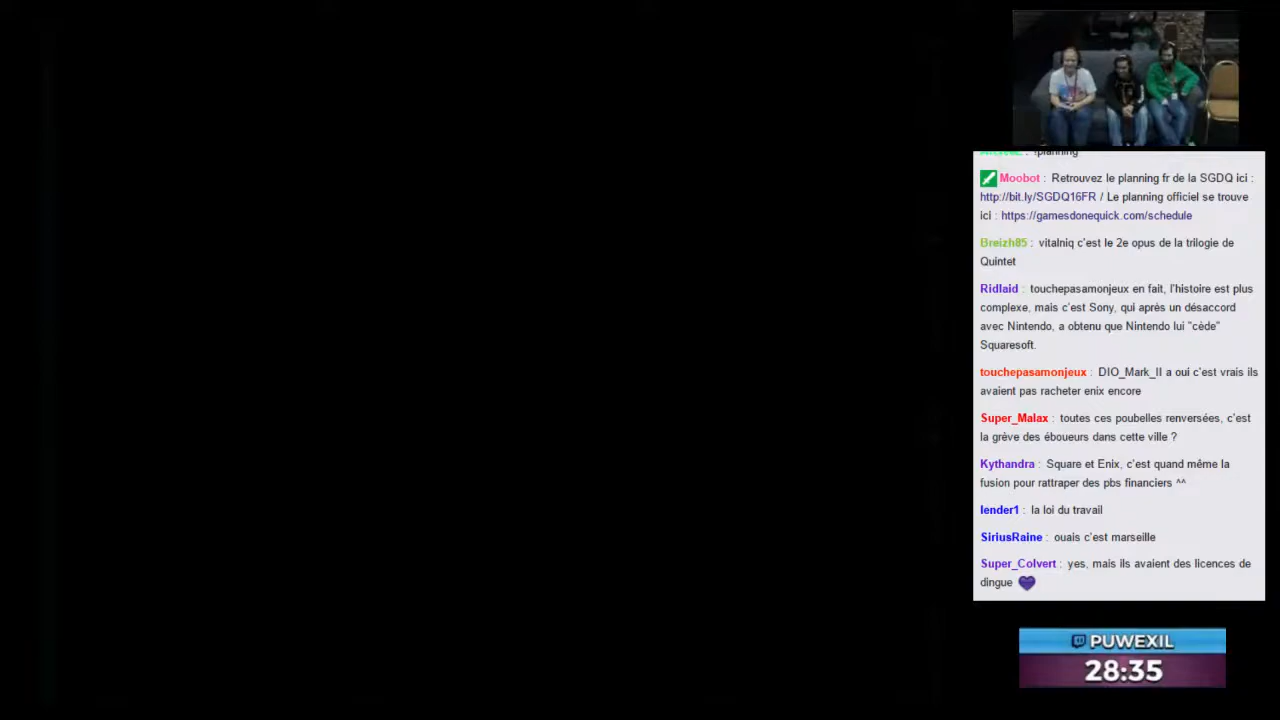 !planning
Moobot : Retrouvez le planning fr de la SGDQ ici :
http://bit.ly/SGDQ16FR / Le planning officiel se trouve
ici : https://gamesdonequick.com/schedule
Breizh85 : vitalniq c'est le 2e opus de la trilogie de
Quintet
Ridlaid : touchepasamonjeux en fait, l'histoire est plus
complexe, mais c'est Sony, qui après un désaccord
avec Nintendo, a obtenu que Nintendo lui "cède"
Squaresoft.
touchepasamonjeux : DIO_Mark_II a oui c'est vrais ils
avaient pas racheter enix encore
Super_Malax : toutes ces poubelles renversées, c'est
la grève des éboueurs dans cette ville ?
Kythandra : Square et Enix, c'est quand même la
fusion pour rattraper des pbs financiers ^^
lender1 : la loi du travail
SiriusRaine : ouais c'est marseille
Super_Colvert : yes, mais ils avaient des licences de
dingue
PUWEXIL
28:35